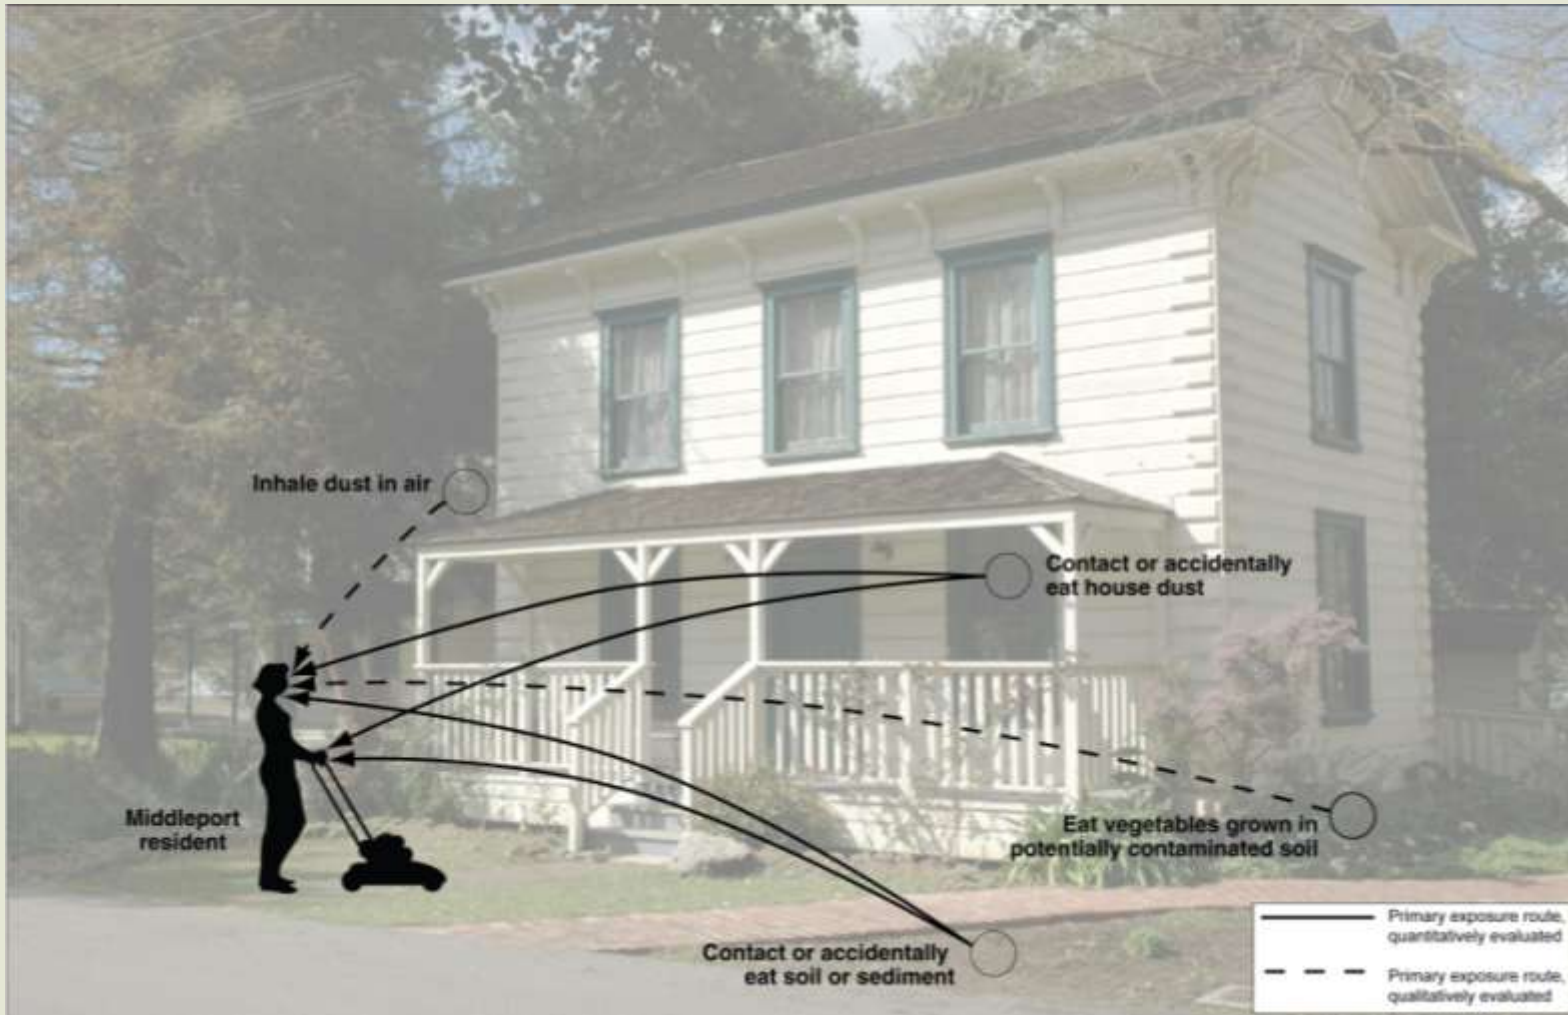 Inhale dust in air
Contact or accidentally
eat house dust
Middleport
resident
Eat vegetables grown in
potentially contaminated soil
Contact or accidentally
eat soil or sediment
Primary exposure route,
quantitatively evaluated
Primary exposure route,
qualitatively evaluated